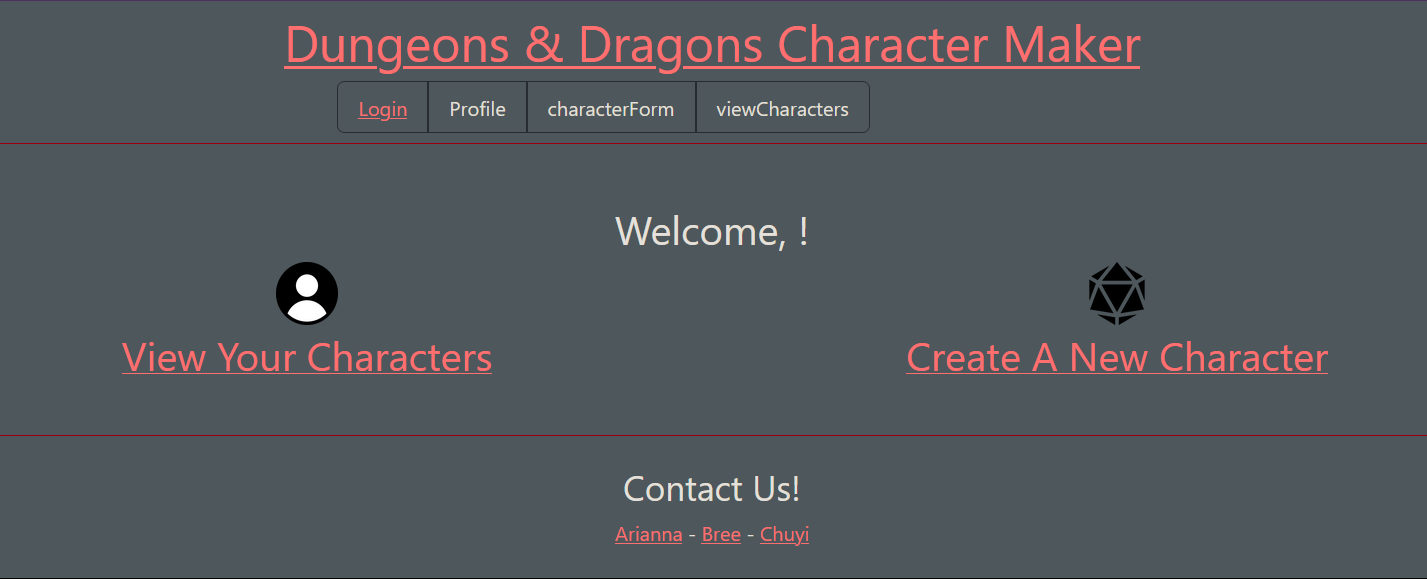 Dungeons & Dragons Character Maker
Login Profile characterForm viewCharacters
Welcome, !
View Your Characters
Create A New Character
Contact Us!
Arianna - Bree - Chuyi